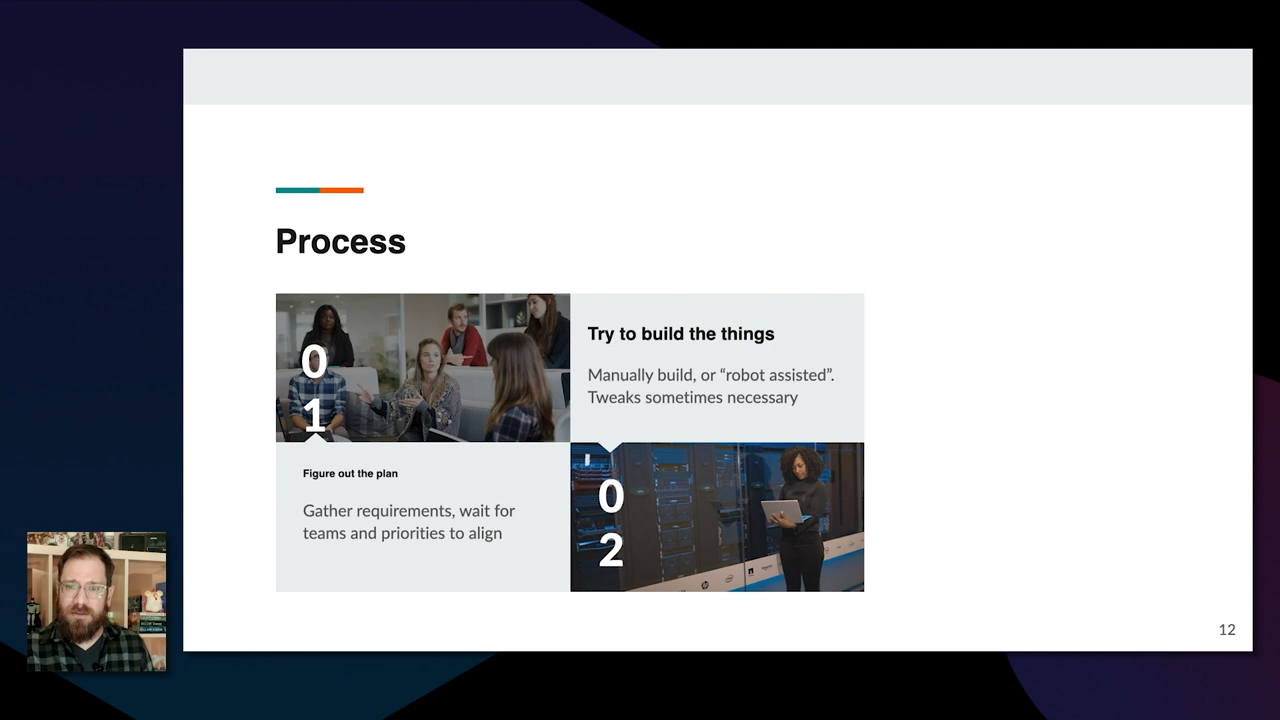 Process
0
1
Figure out the plan
Gather requirements, wait for
teams and priorities to align
Try to build the things
Manually build, or “robot assisted”.
Tweaks sometimes necessary
0
2
12